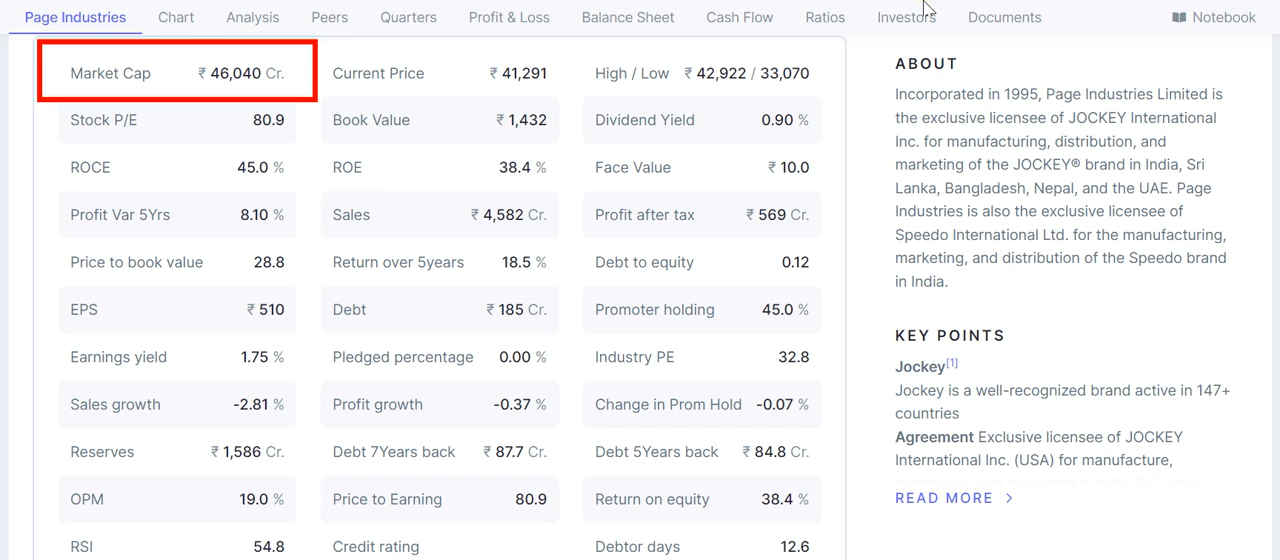 Page Industries Chart Analysis Peers Quarters Profit & Loss Balance Sheet Cash Flow Ratios Investors Documents Notebook
Market Cap ₹ 46,040 Cr. Current Price ₹ 41,291 High / Low ₹ 42,922 / 33,070
Stock P/E 80.9 Book Value ₹ 1,432 Dividend Yield 0.90 %
ROCE 45.0 % ROE 38.4 % Face Value ₹ 10.0
Profit Var 5Yrs 8.10 % Sales ₹ 4,582 Cr. Profit after tax ₹ 569 Cr.
Price to book value 28.8 Return over 5years 18.5 % Debt to equity 0.12
EPS ₹ 510 Debt ₹ 185 Cr. Promoter holding 45.0 %
Earnings yield 1.75 % Pledged percentage 0.00 % Industry PE 32.8
Sales growth -2.81 % Profit growth -0.37 % Change in Prom Hold -0.07 %
Reserves ₹ 1,586 Cr. Debt 7Years back ₹ 87.7 Cr. Debt 5Years back ₹ 84.8 Cr.
OPM 19.0 % Price to Earning 80.9 Return on equity 38.4 %
RSI 54.8 Credit rating Debtor days 12.6
ABOUT
Incorporated in 1995, Page Industries Limited is
the exclusive licensee of JOCKEY International
Inc. for manufacturing, distribution, and
marketing of the JOCKEY® brand in India, Sri
Lanka, Bangladesh, Nepal, and the UAE. Page
Industries is also the exclusive licensee of
Speedo International Ltd. for the manufacturing,
marketing, and distribution of the Speedo brand
in India.
KEY POINTS
Jockey[1]
Jockey is a well-recognized brand active in 147+
countries
Agreement Exclusive licensee of JOCKEY
International Inc. (USA) for manufacture,
READ MORE